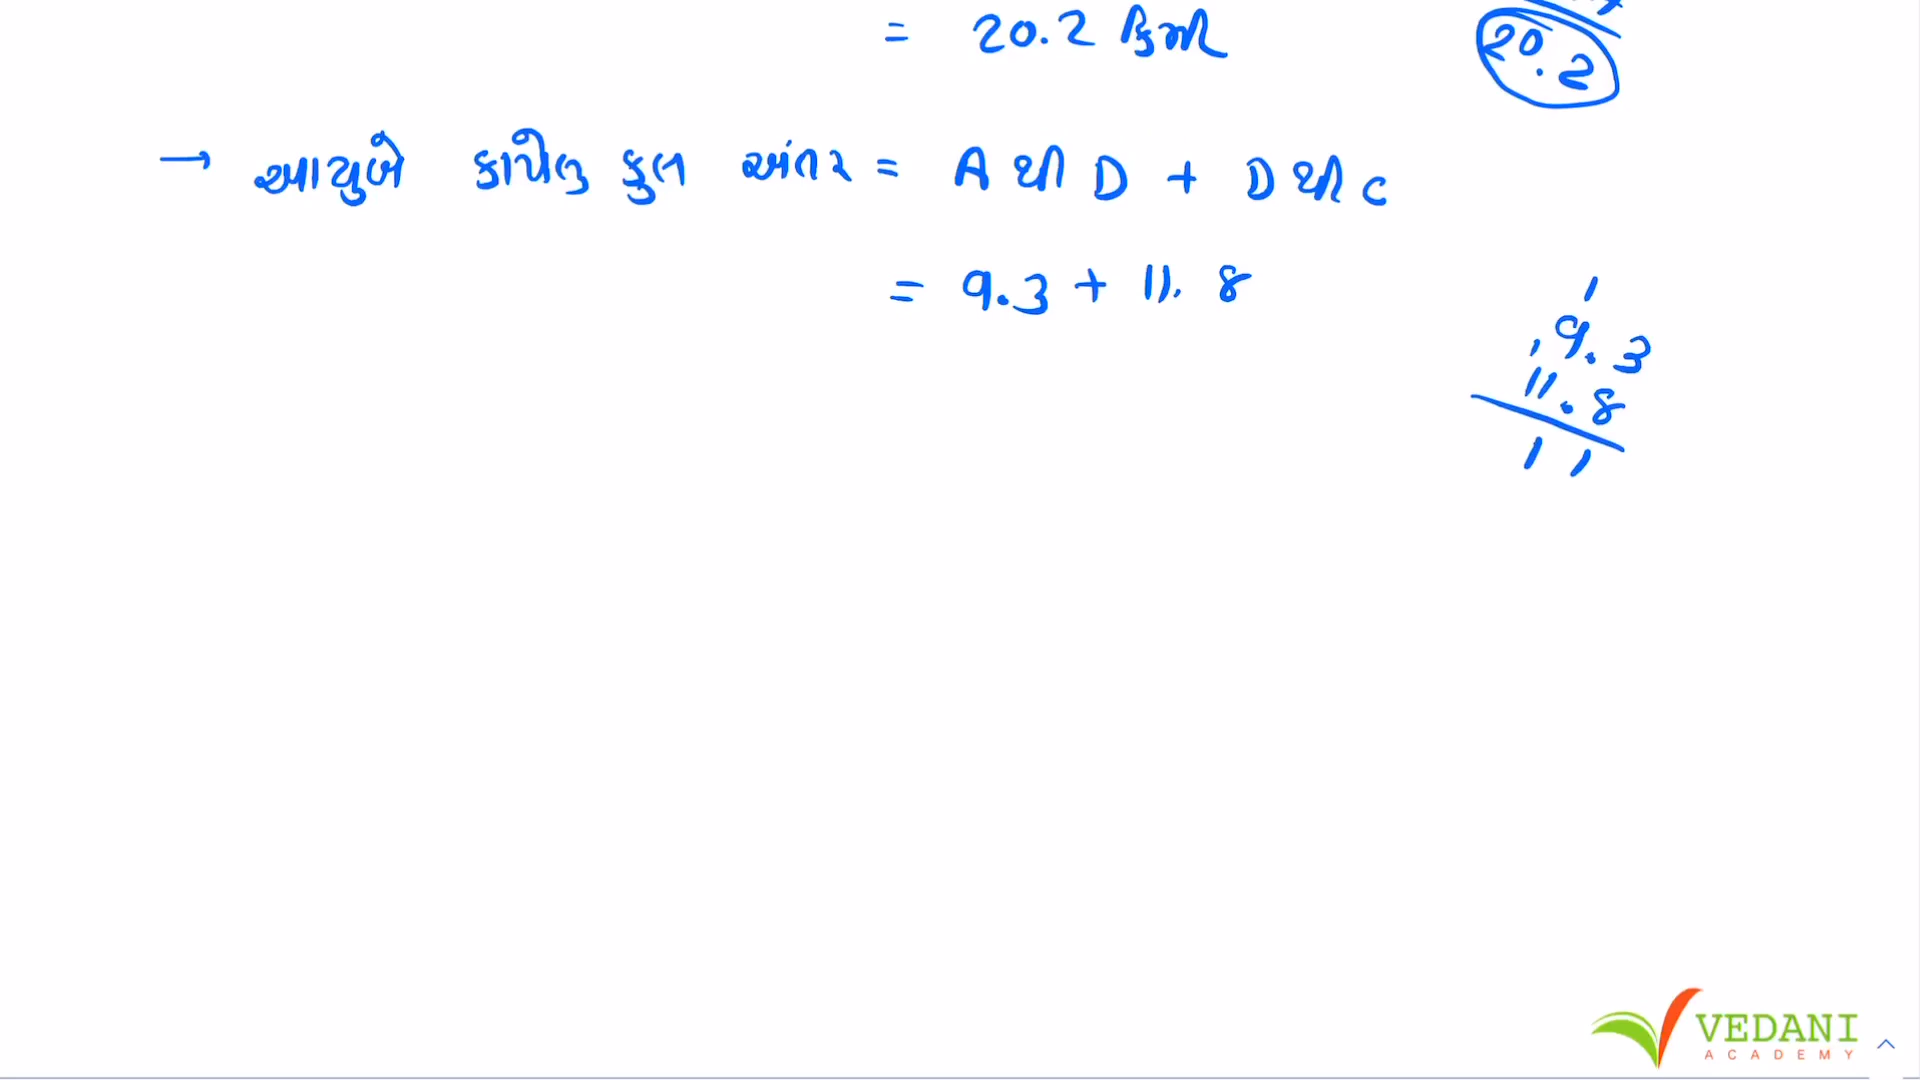 = 20.2 કિમી
20.2
→ આયુબે કાપેલુ કુલ અંતર = A થી D + D થી C
= 9.3 + 11.8
1
1 9.3
11.8
1 1
VEDANI
ACADEMY